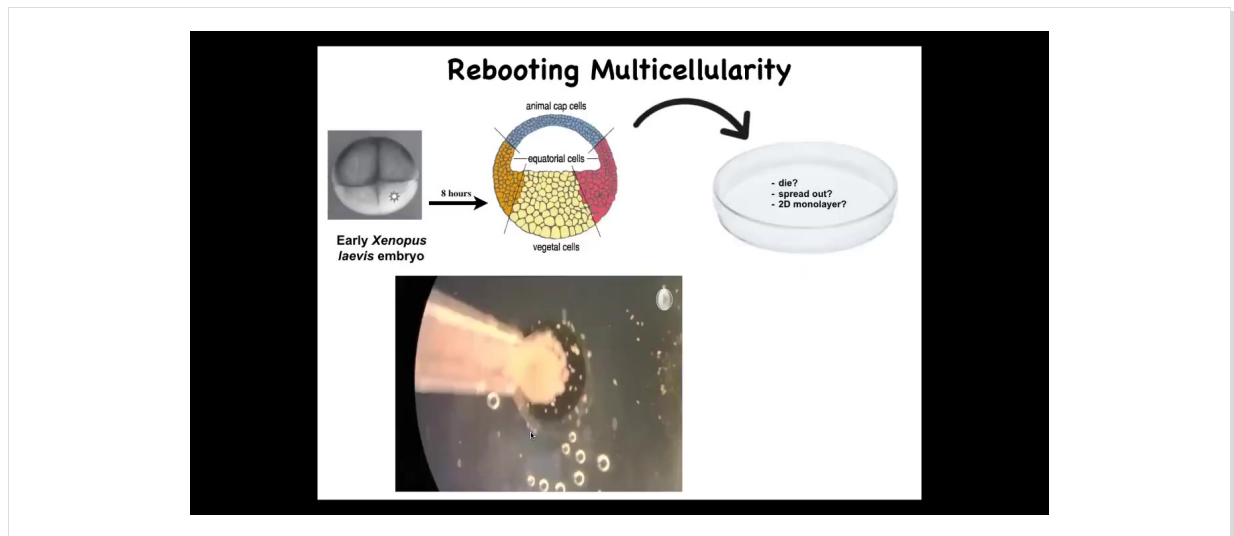 Rebooting Multicellularity
animal cap cells
equatorial cells
8 hours
vegetal cells
Early Xenopus
laevis embryo
- die?
- spread out?
- 2D monolayer?